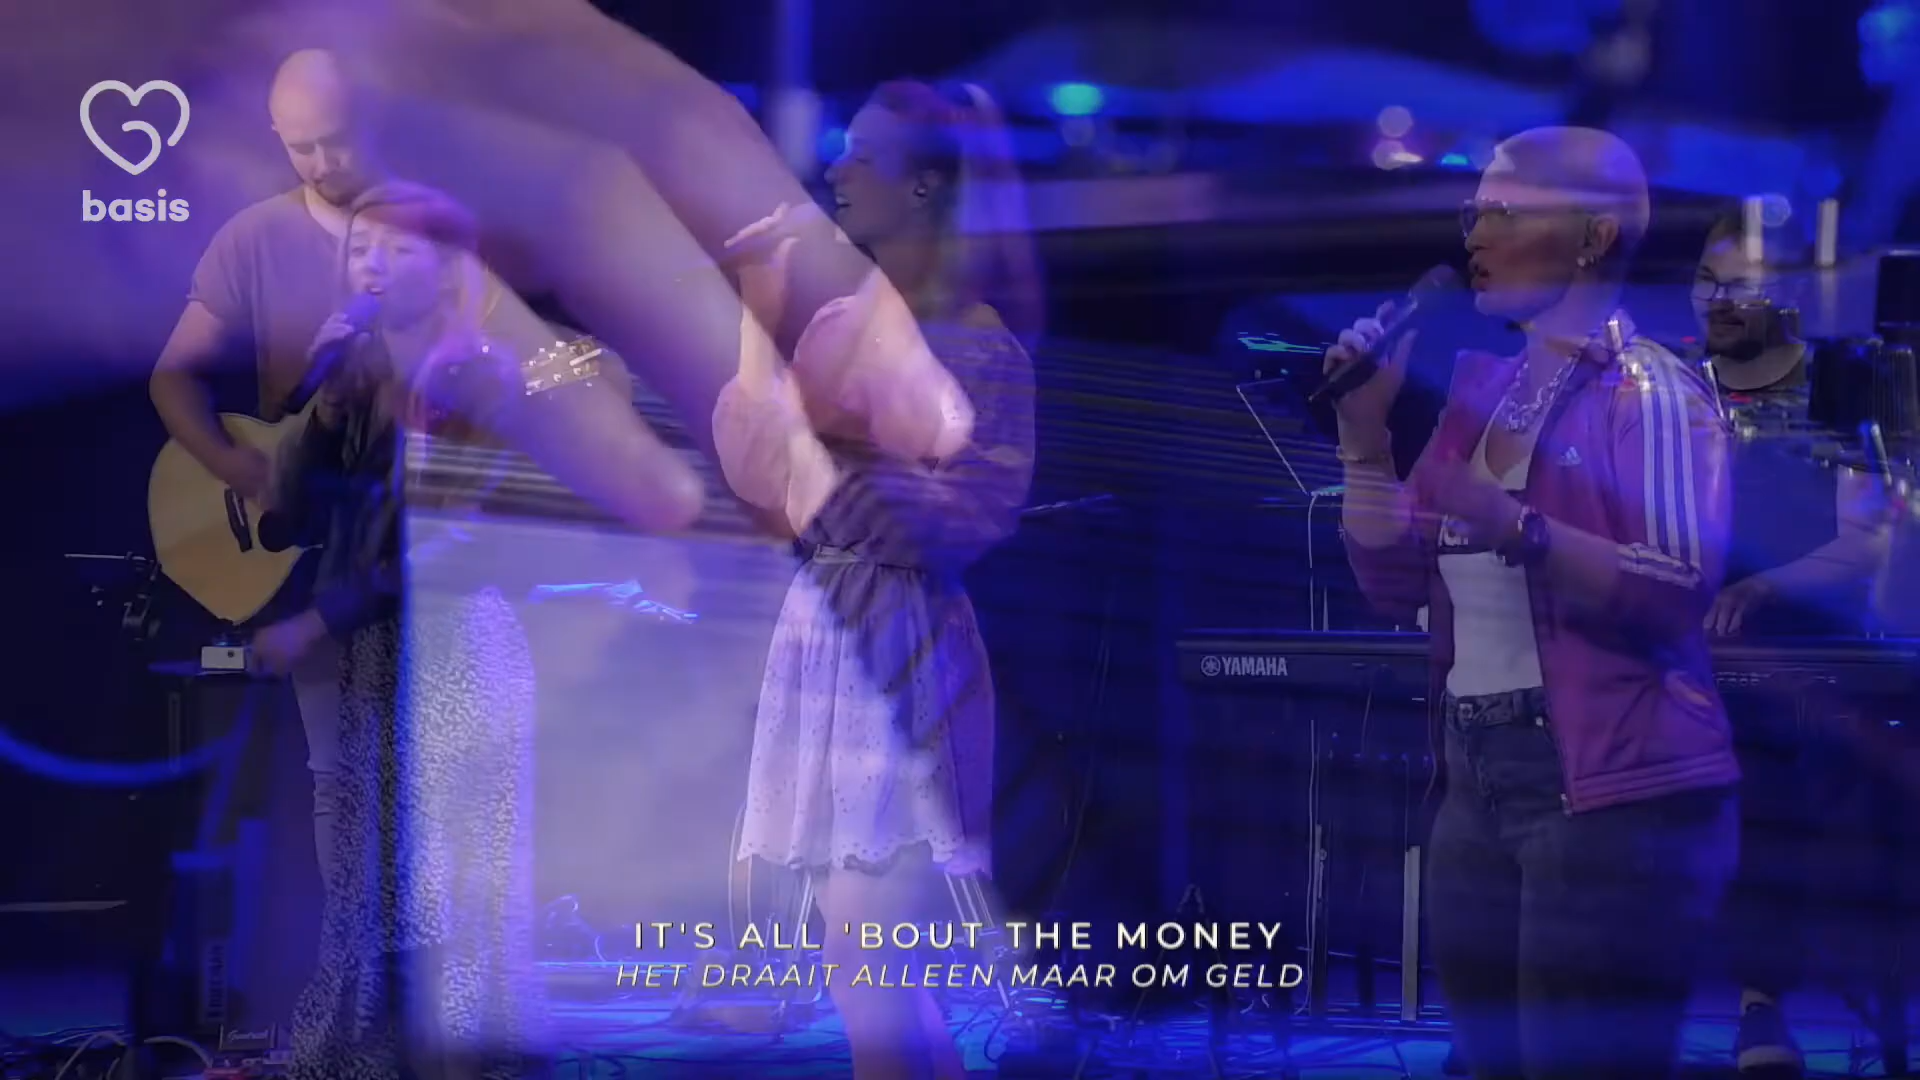 basis
YAMAHA
IT'S ALL 'BOUT THE MONEY
HET DRAAIT ALLEEN MAAR OM GELD